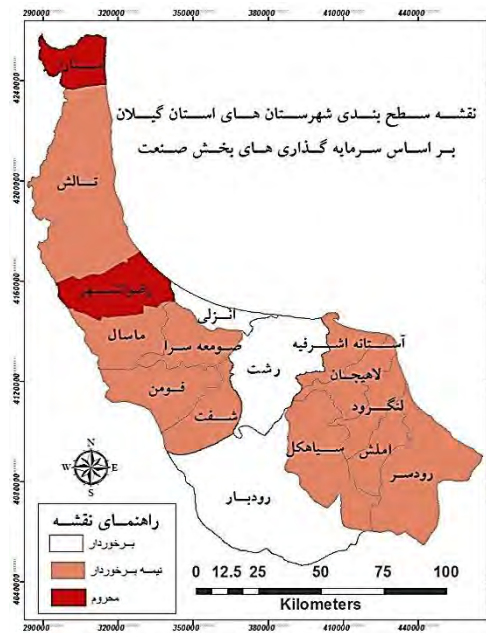 290000 320000 350000 380000 410000 440000
4240000
4200000
4160000
4120000
4080000
4040000
نقشه سطح بندی شهرستان های استان گیلان
بر اساس سرمایه گذاری های بخش صنعت
تالش
ماسال
انزلی
صومعه سرا
فومن
شفت
رشت
رودبار
آستانه اشرفیه
لاهیجان
لنگرود
سیاهکل
املش
رودسر
N
W E
S
راهنمای نقشه
برخوردار
نیمه برخوردار
محروم
0 12.5 25 50 75 100
Kilometers
290000 320000 350000 380000 410000 440000